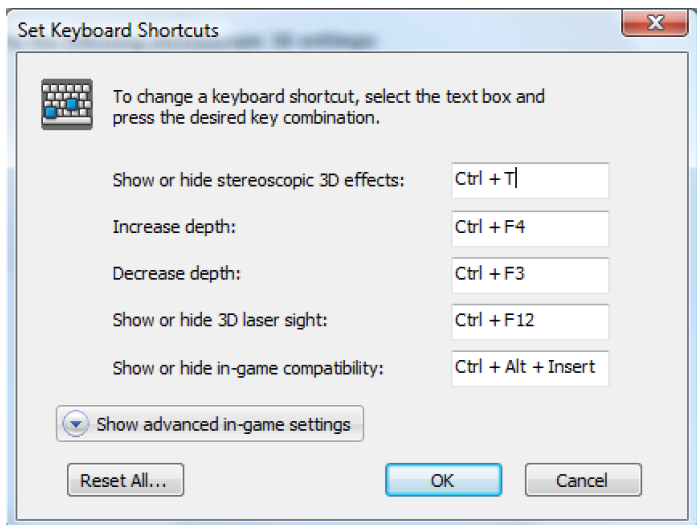 Set Keyboard Shortcuts
To change a keyboard shortcut, select the text box and
press the desired key combination.
Show or hide stereoscopic 3D effects: Ctrl + T
Increase depth: Ctrl + F4
Decrease depth: Ctrl + F3
Show or hide 3D laser sight: Ctrl + F12
Show or hide in-game compatibility: Ctrl + Alt + Insert
Show advanced in-game settings
Reset All... OK Cancel